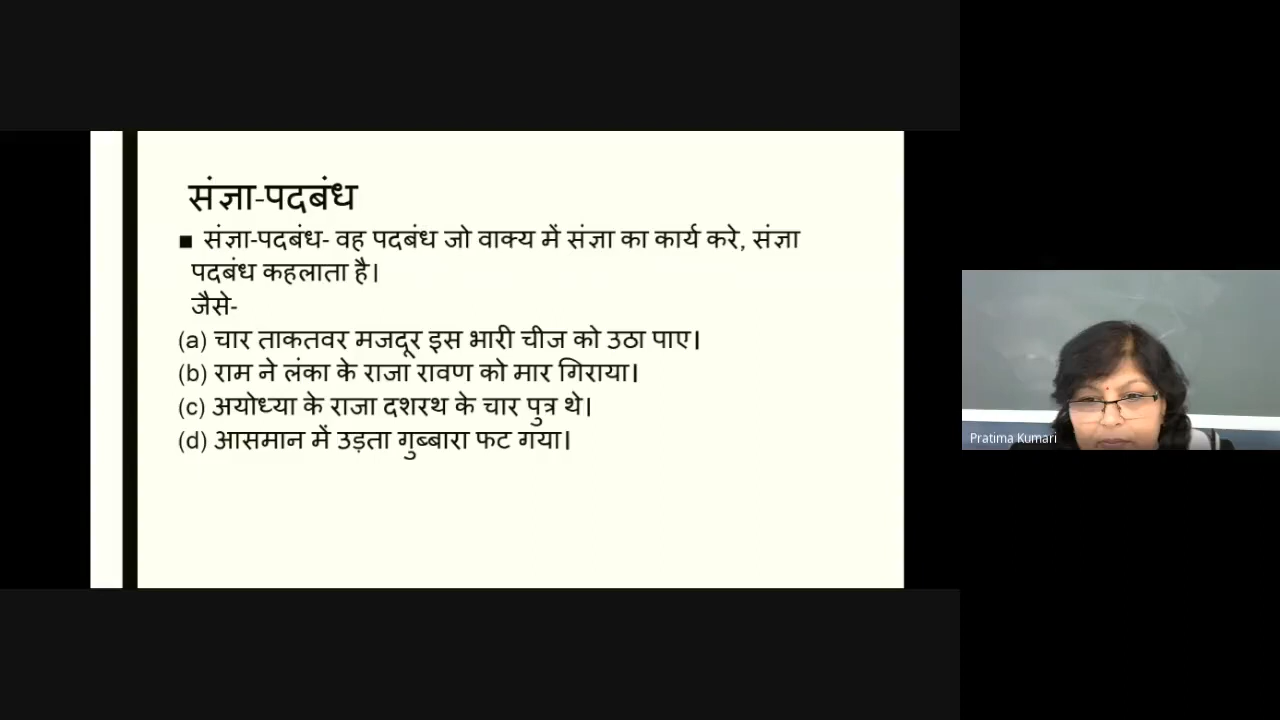 संज्ञा-पदबंध
■ संज्ञा-पदबंध- वह पदबंध जो वाक्य में संज्ञा का कार्य करे, संज्ञा
पदबंध कहलाता है।
जैसे-
(a) चार ताकतवर मजदूर इस भारी चीज को उठा पाए।
(b) राम ने लंका के राजा रावण को मार गिराया।
(c) अयोध्या के राजा दशरथ के चार पुत्र थे।
(d) आसमान में उड़ता गुब्बारा फट गया।
Pratima Kumari